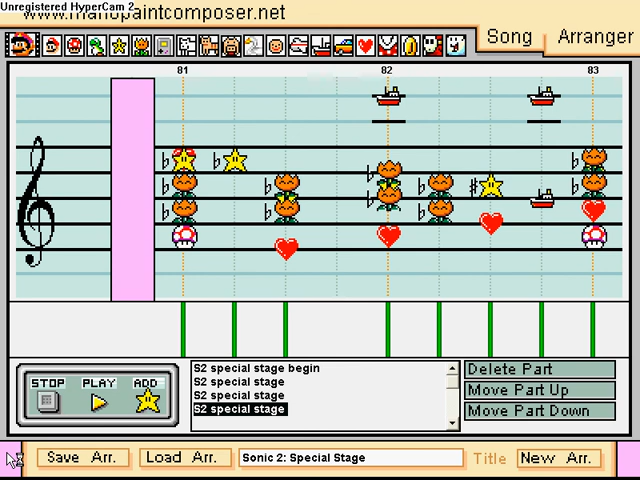 Unregistered HyperCam 2
www.mariopaintcomposer.net
Song
Arranger
81
82
83
STOP
PLAY
ADD
S2 special stage begin
S2 special stage
S2 special stage
S2 special stage
Delete Part
Move Part Up
Move Part Down
Save Arr.
Load Arr.
Sonic 2: Special Stage
Title
New Arr.